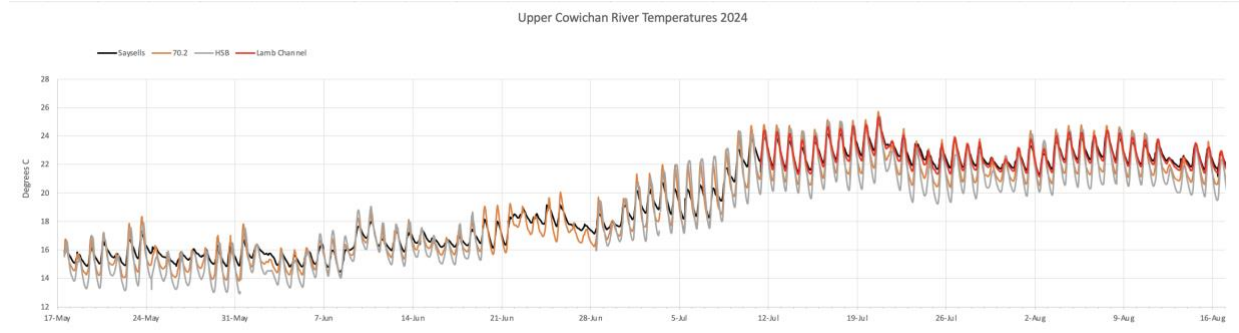 Upper Cowichan River Temperatures 2024
Saysells 70.2 HSB Lamb Channel
28
26
24
22
20
18
16
14
12
Degrees C
17-May 24-May 31-May 7-Jun 14-Jun 21-Jun 28-Jun 5-Jul 12-Jul 19-Jul 26-Jul 2-Aug 9-Aug 16-Aug